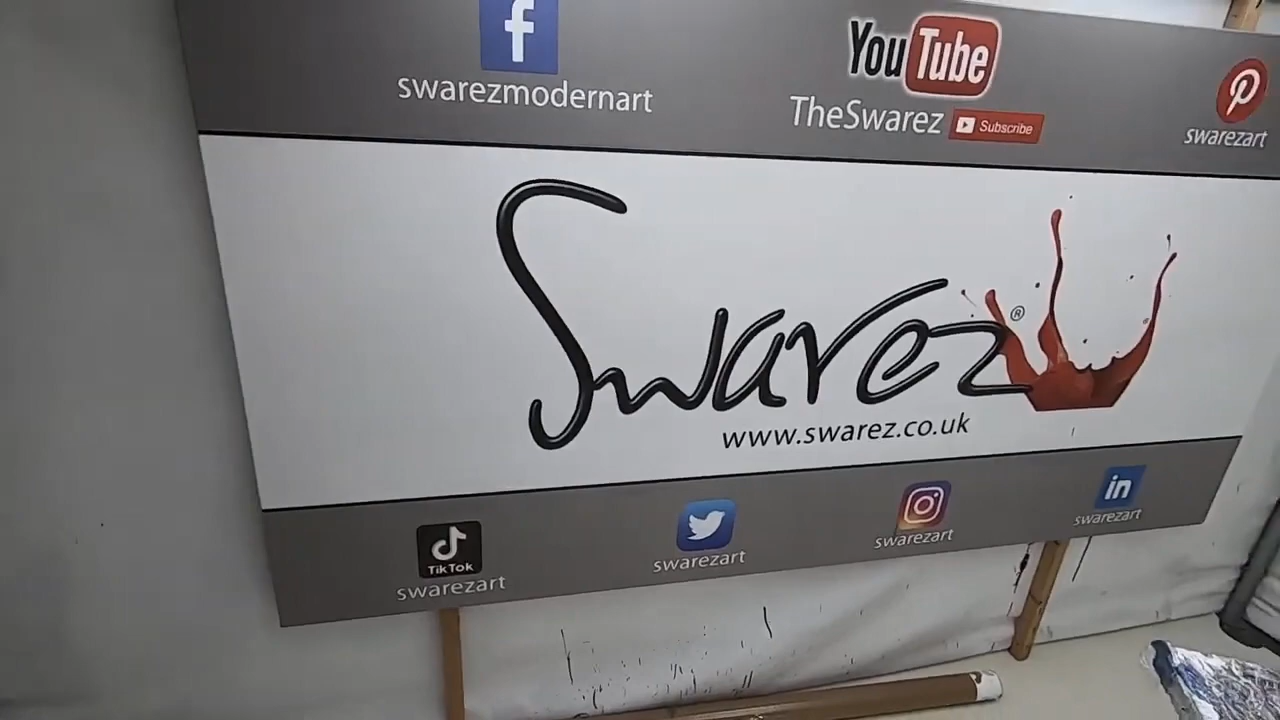 f
swarezmodernart
YouTube
TheSwarez
Subscribe
swarezart
Swarez ®
www.swarez.co.uk
TikTok
swarezart
swarezart
swarezart
in
swarezart